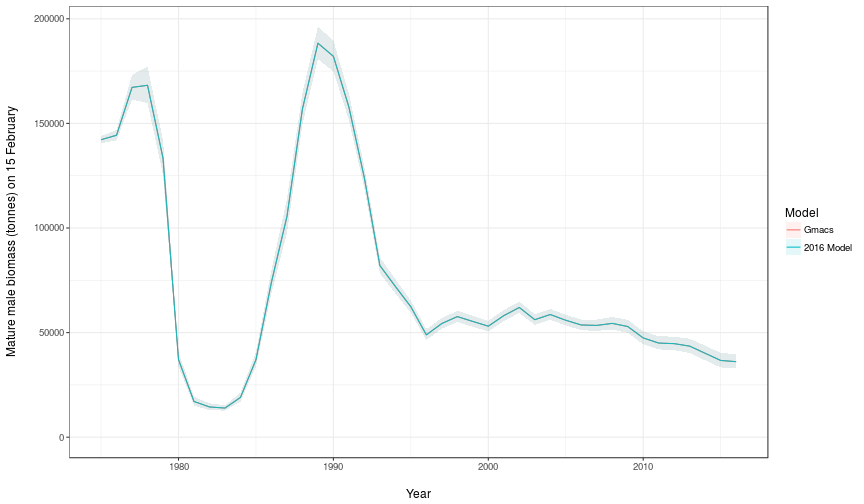 200000
150000
100000
50000
0
Mature male biomass (tonnes) on 15 February
1980
1990
2000
2010
Year
Model
Gmacs
2016 Model